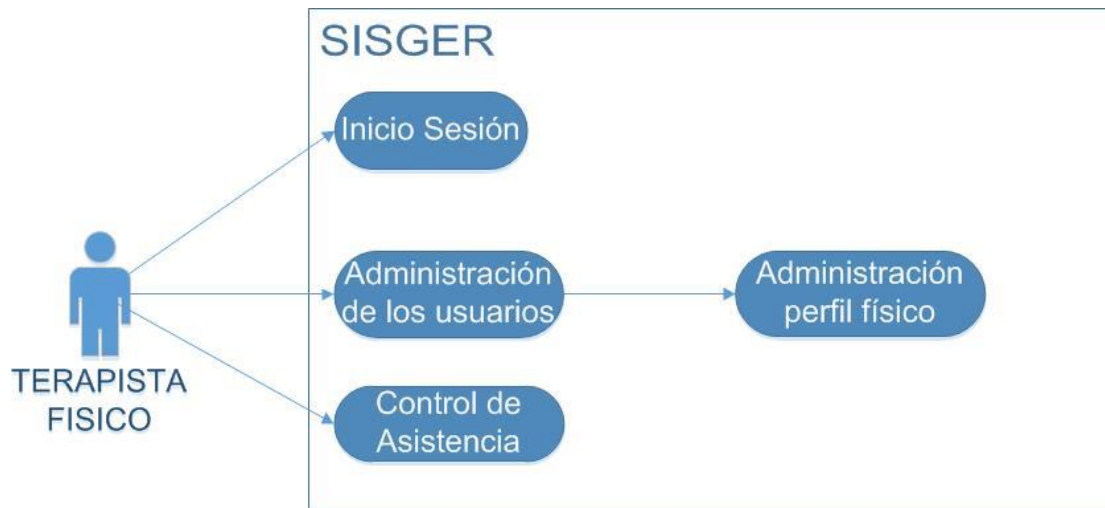 SISGER
Inicio Sesión
Administración
de los usuarios
Administración
perfil físico
Control de
Asistencia
TERAPISTA
FISICO